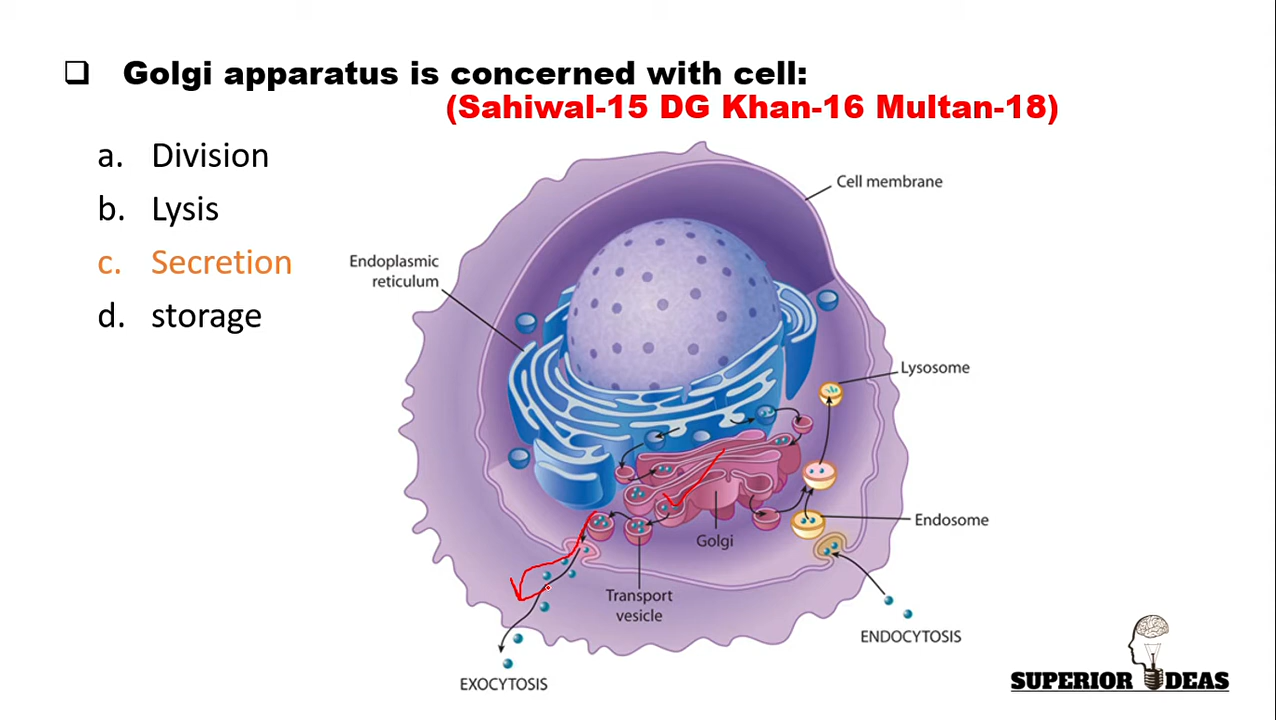 ❑ Golgi apparatus is concerned with cell:
(Sahiwal-15 DG Khan-16 Multan-18)
a. Division
b. Lysis
c. Secretion
d. storage
Cell membrane
Endoplasmic
reticulum
Lysosome
Endosome
Golgi
Transport
vesicle
ENDOCYTOSIS
EXOCYTOSIS
SUPERIOR IDEAS